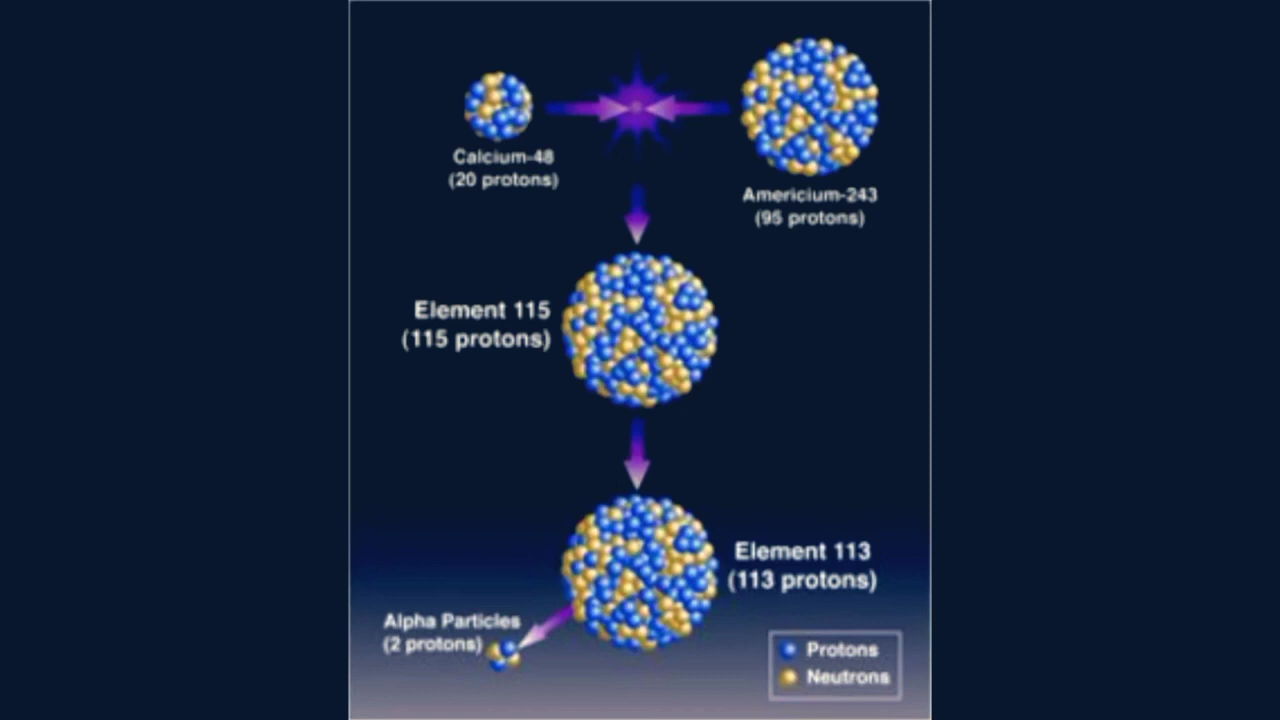 Calcium-48
(20 protons)
Americium-243
(95 protons)
Element 115
(115 protons)
Element 113
(113 protons)
Alpha Particles
(2 protons)
Protons
Neutrons